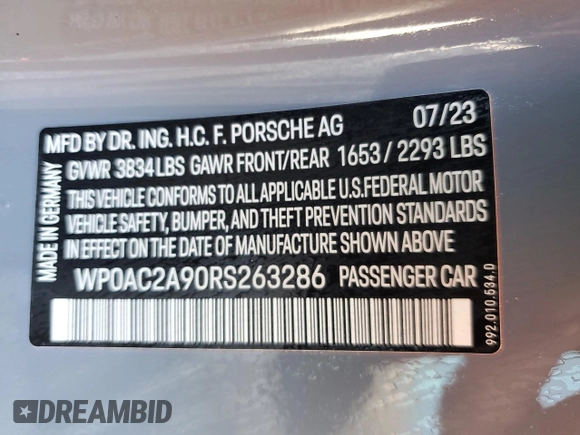 MFD BY DR. ING. H.C. F. PORSCHE AG 07/23
GVWR 3834 LBS GAWR FRONT/REAR 1653 / 2293 LBS
THIS VEHICLE CONFORMS TO ALL APPLICABLE U.S.FEDERAL MOTOR
VEHICLE SAFETY, BUMPER, AND THEFT PREVENTION STANDARDS
IN EFFECT ON THE DATE OF MANUFACTURE SHOWN ABOVE.
WP0AC2A90RS263286 PASSENGER CAR
MADE IN GERMANY
992.010.534.0
DREAMBID